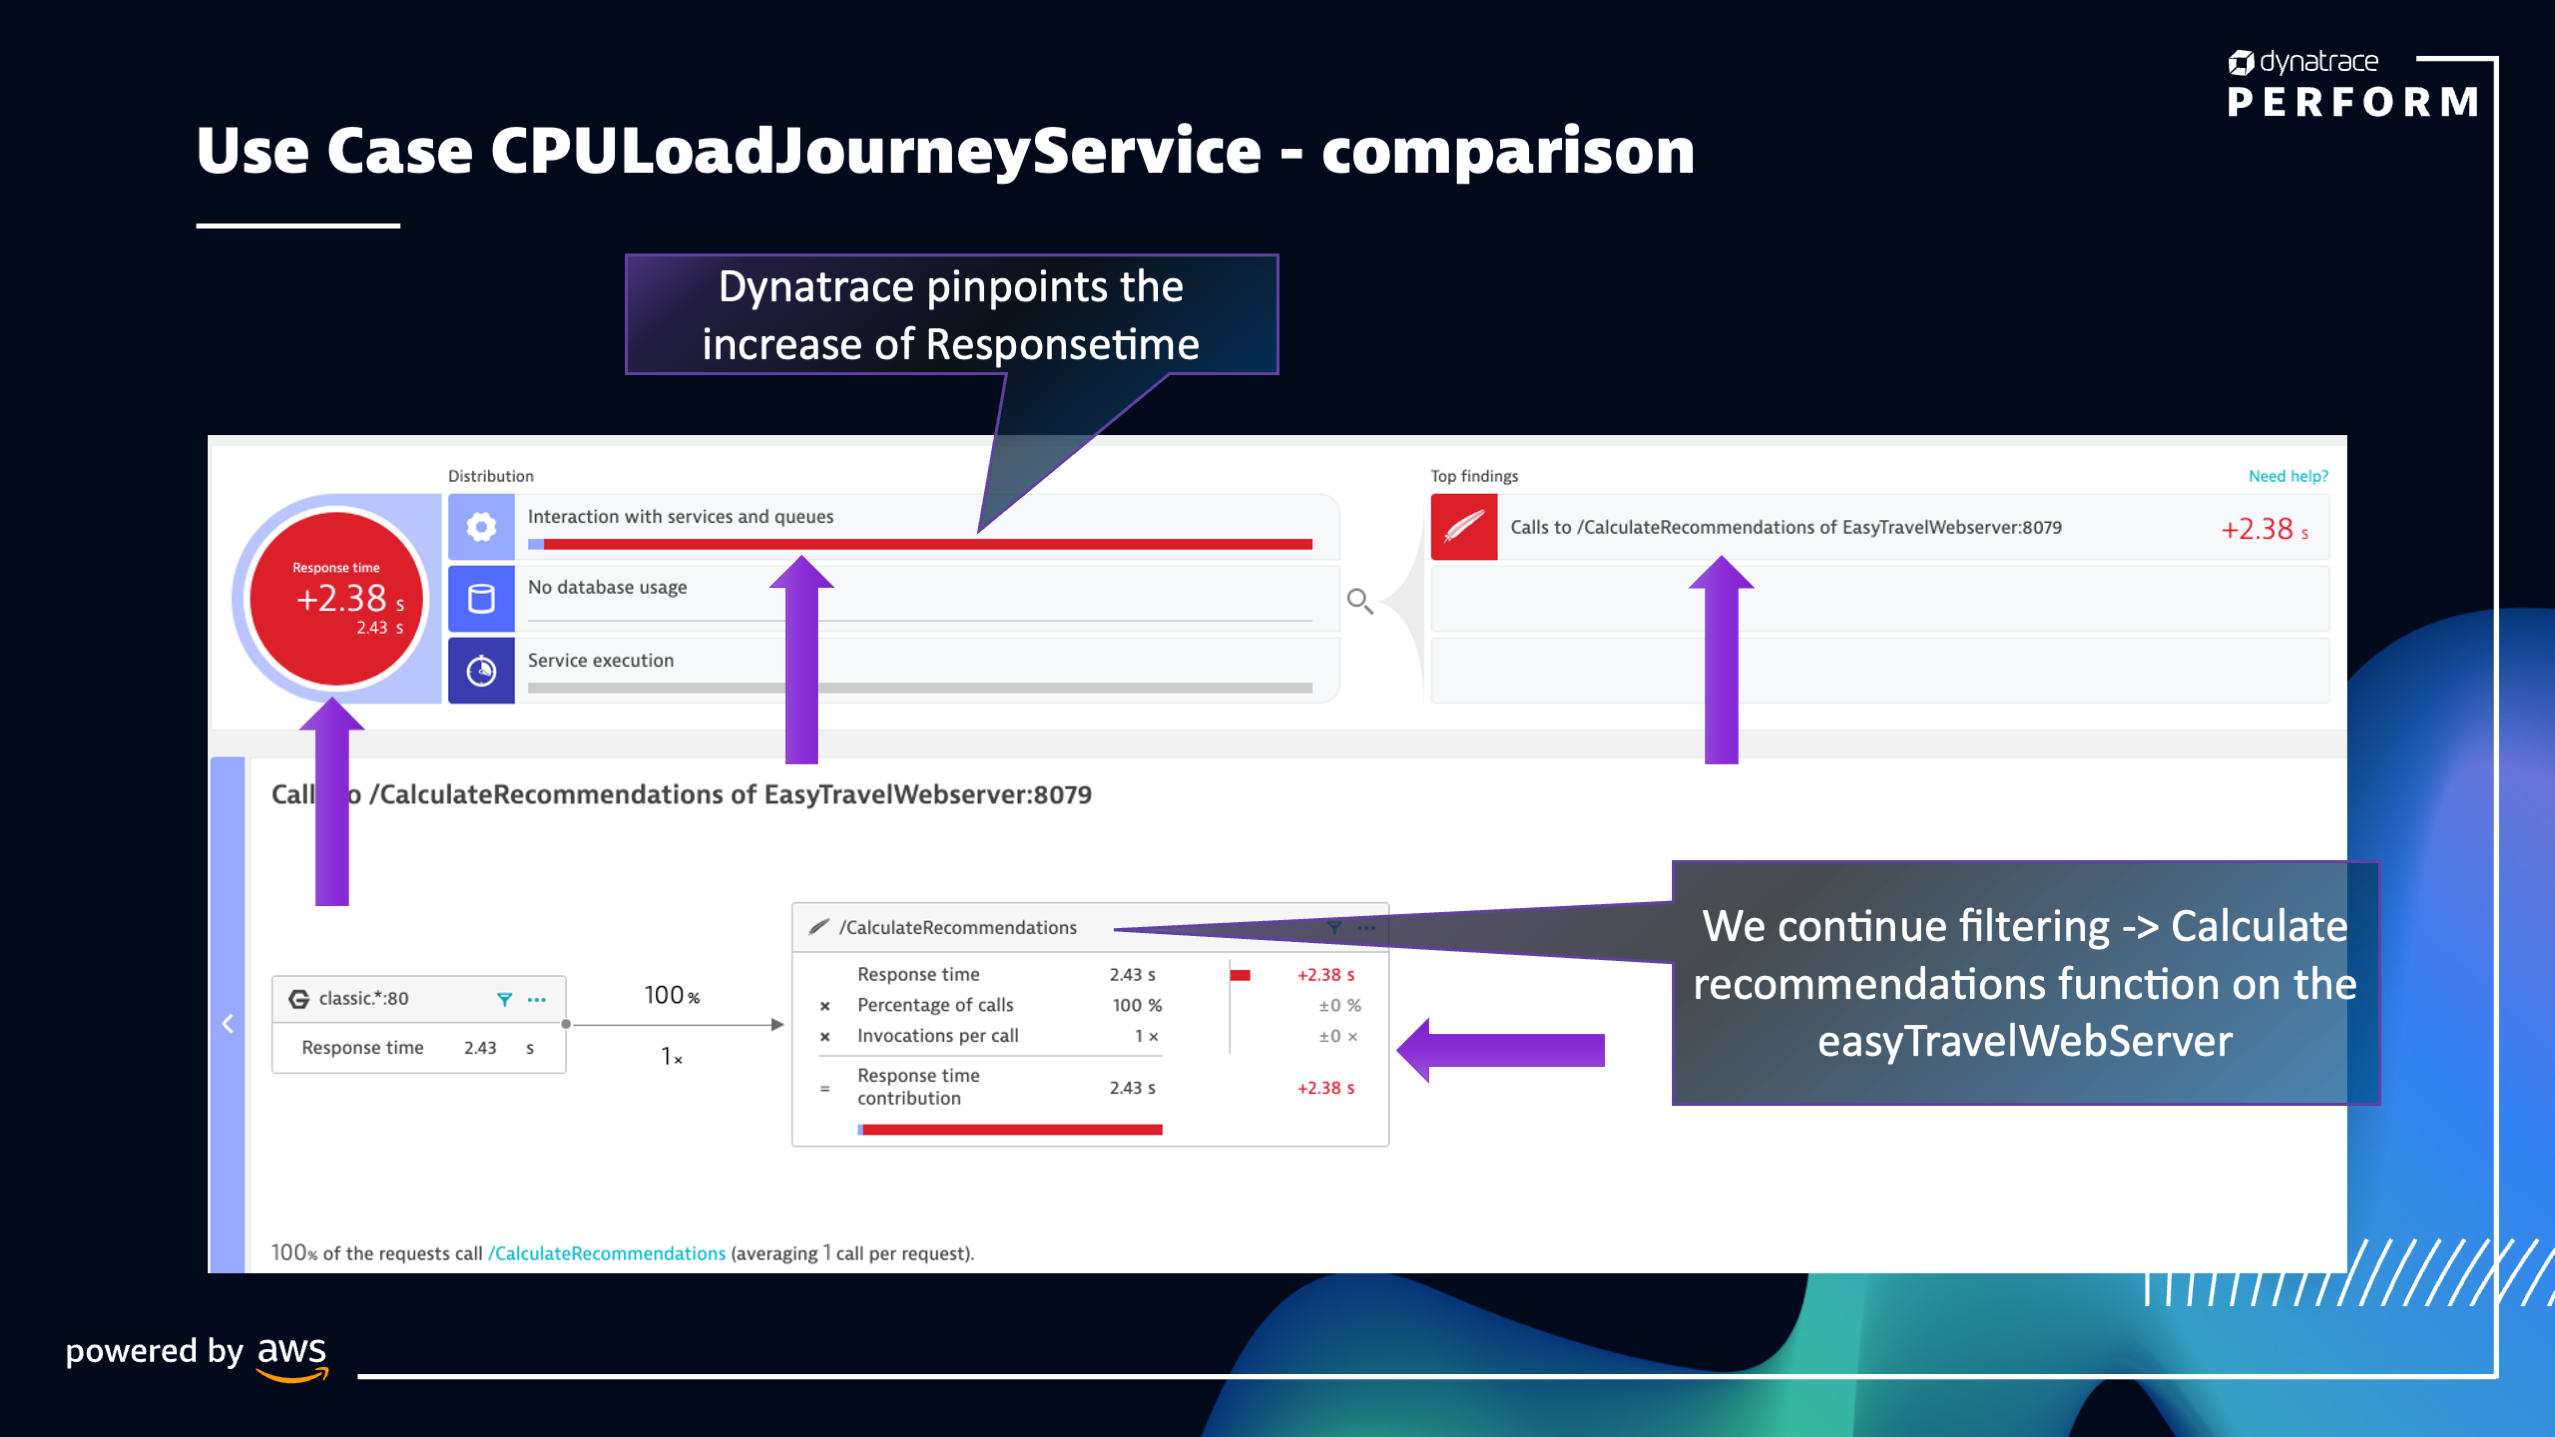 dynatrace
PERFORM
Use Case CPULoadJourneyService - comparison
Dynatrace pinpoints the
increase of Responsetime
Distribution
Interaction with services and queues
No database usage
Service execution
Response time
+2.38 s
2.43 s
Top findings
Need help?
Calls to /CalculateRecommendations of EasyTravelWebserver:8079
+2.38 s
Call o /CalculateRecommendations of EasyTravelWebserver:8079
classic.*:80
Response time 2.43 s
100 %
1 ×
/CalculateRecommendations
Response time 2.43 s +2.38 s
× Percentage of calls 100 % ±0 %
× Invocations per call 1 × ±0 ×
= Response time
contribution 2.43 s +2.38 s
We continue filtering -> Calculate
recommendations function on the
easyTravelWebServer
100% of the requests call /CalculateRecommendations (averaging 1 call per request).
powered by aws